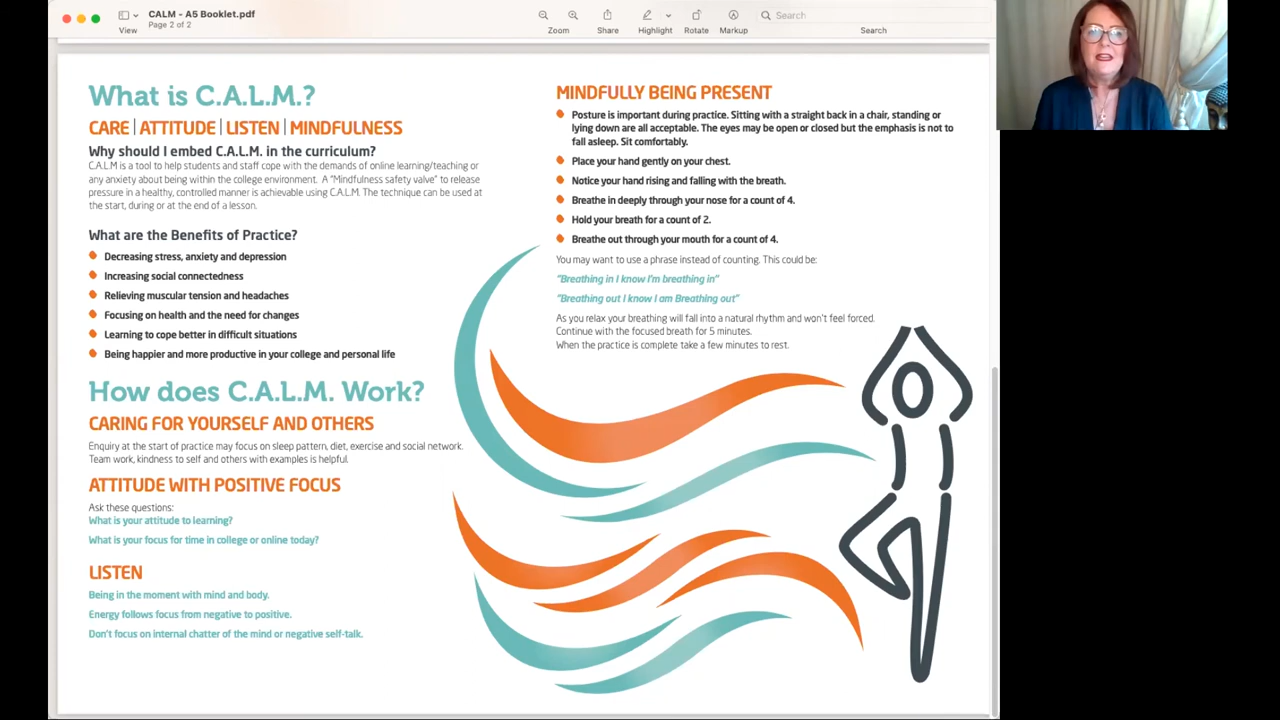 CALM - A5 Booklet.pdf
Page 2 of 2
View
Zoom
Share
Highlight
Rotate
Markup
Search
Search
What is C.A.L.M.?
CARE | ATTITUDE | LISTEN | MINDFULNESS
Why should I embed C.A.L.M. in the curriculum?
C.A.L.M is a tool to help students and staff cope with the demands of online learning/teaching or
any anxiety about being within the college environment. A "Mindfulness safety valve" to release
pressure in a healthy, controlled manner is achievable using C.A.L.M. The technique can be used at
the start, during or at the end of a lesson.
What are the Benefits of Practice?
Decreasing stress, anxiety and depression
Increasing social connectedness
Relieving muscular tension and headaches
Focusing on health and the need for changes
Learning to cope better in difficult situations
Being happier and more productive in your college and personal life
How does C.A.L.M. Work?
CARING FOR YOURSELF AND OTHERS
Enquiry at the start of practice may focus on sleep pattern, diet, exercise and social network.
Team work, kindness to self and others with examples is helpful.
ATTITUDE WITH POSITIVE FOCUS
Ask these questions:
What is your attitude to learning?
What is your focus for time in college or online today?
LISTEN
Being in the moment with mind and body.
Energy follows focus from negative to positive.
Don't focus on internal chatter of the mind or negative self-talk.
MINDFULLY BEING PRESENT
Posture is important during practice. Sitting with a straight back in a chair, standing or
lying down are all acceptable. The eyes may be open or closed but the emphasis is not to
fall asleep. Sit comfortably.
Place your hand gently on your chest.
Notice your hand rising and falling with the breath.
Breathe in deeply through your nose for a count of 4.
Hold your breath for a count of 2.
Breathe out through your mouth for a count of 4.
You may want to use a phrase instead of counting. This could be:
"Breathing in I know I'm breathing in"
"Breathing out I know I am Breathing out"
As you relax your breathing will fall into a natural rhythm and won't feel forced.
Continue with the focused breath for 5 minutes.
When the practice is complete take a few minutes to rest.